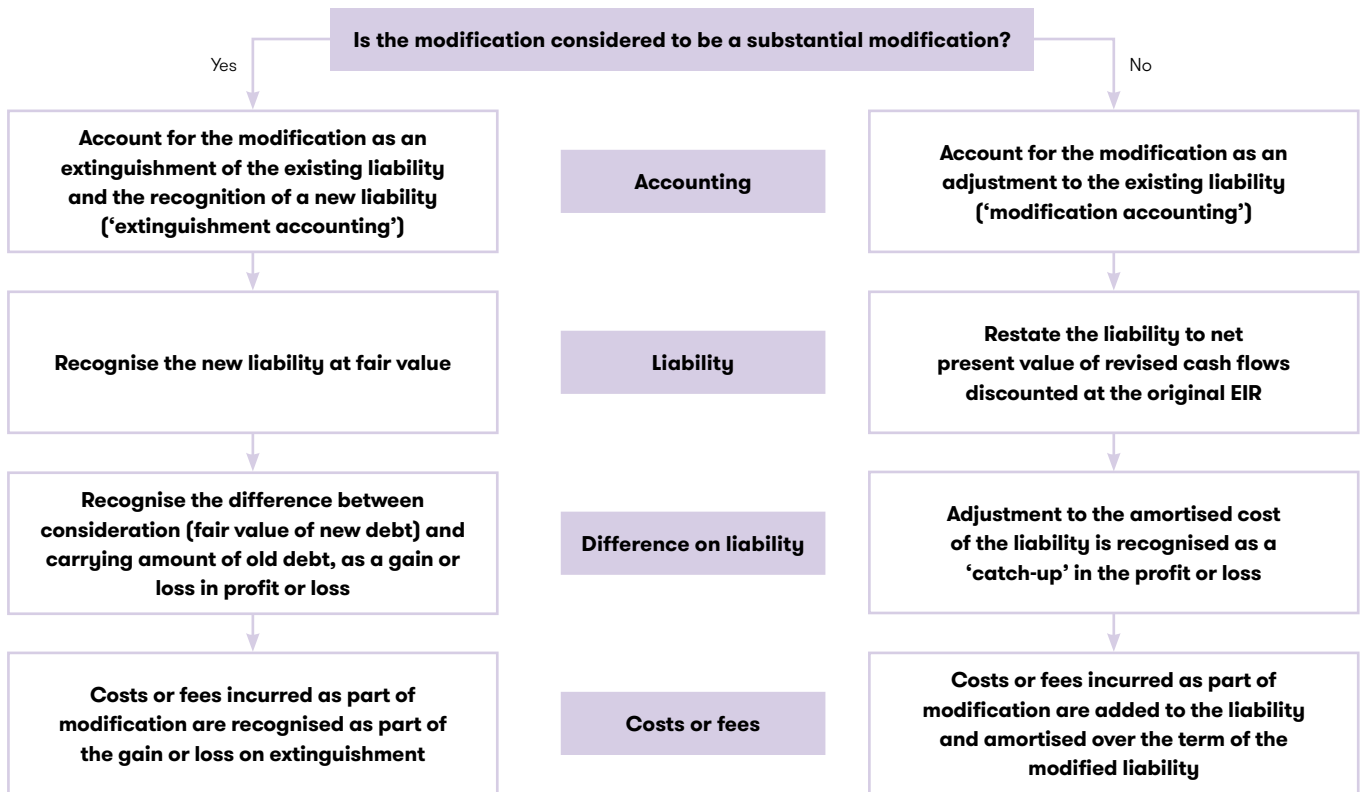 Is the modification considered to be a substantial modification?
Yes
No
Account for the modification as an
extinguishment of the existing liability
and the recognition of a new liability
(‘extinguishment accounting’)
Accounting
Account for the modification as an
adjustment to the existing liability
(‘modification accounting’)
Recognise the new liability at fair value
Liability
Restate the liability to net
present value of revised cash flows
discounted at the original EIR
Recognise the difference between
consideration (fair value of new debt) and
carrying amount of old debt, as a gain or
loss in profit or loss
Difference on liability
Adjustment to the amortised cost
of the liability is recognised as a
‘catch-up’ in the profit or loss
Costs or fees incurred as part of
modification are recognised as part of
the gain or loss on extinguishment
Costs or fees
Costs or fees incurred as part of
modification are added to the liability
and amortised over the term of the
modified liability